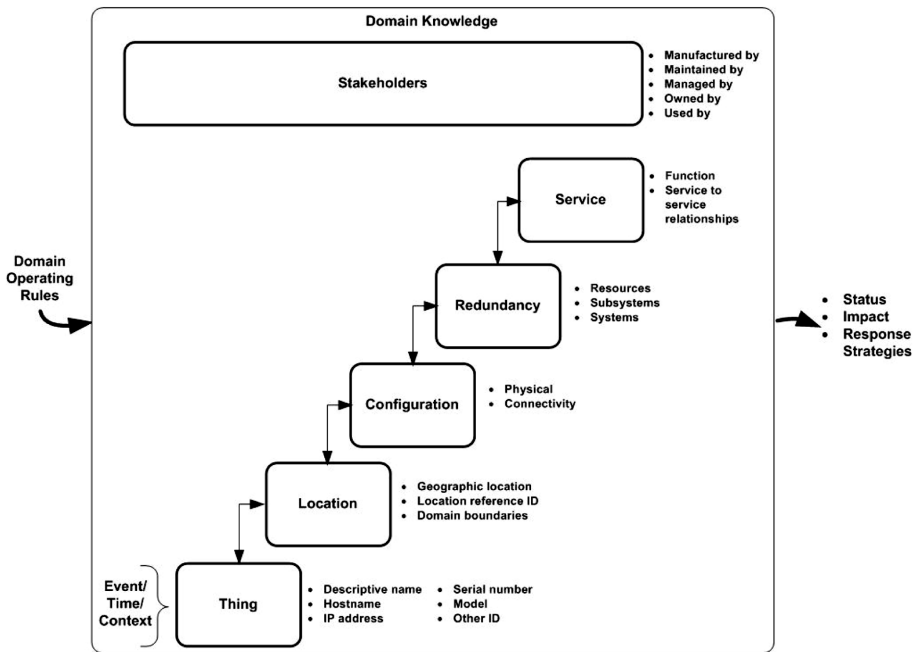 Domain Knowledge
Stakeholders
• Manufactured by
• Maintained by
• Managed by
• Owned by
• Used by
Service
• Function
• Service to
service
relationships
Domain
Operating
Rules
Redundancy
• Resources
• Subsystems
• Systems
• Status
• Impact
• Response
Strategies
Configuration
• Physical
• Connectivity
Location
• Geographic location
• Location reference ID
• Domain boundaries
Event/
Time/
Context
Thing
• Descriptive name
• Hostname
• IP address
• Serial number
• Model
• Other ID